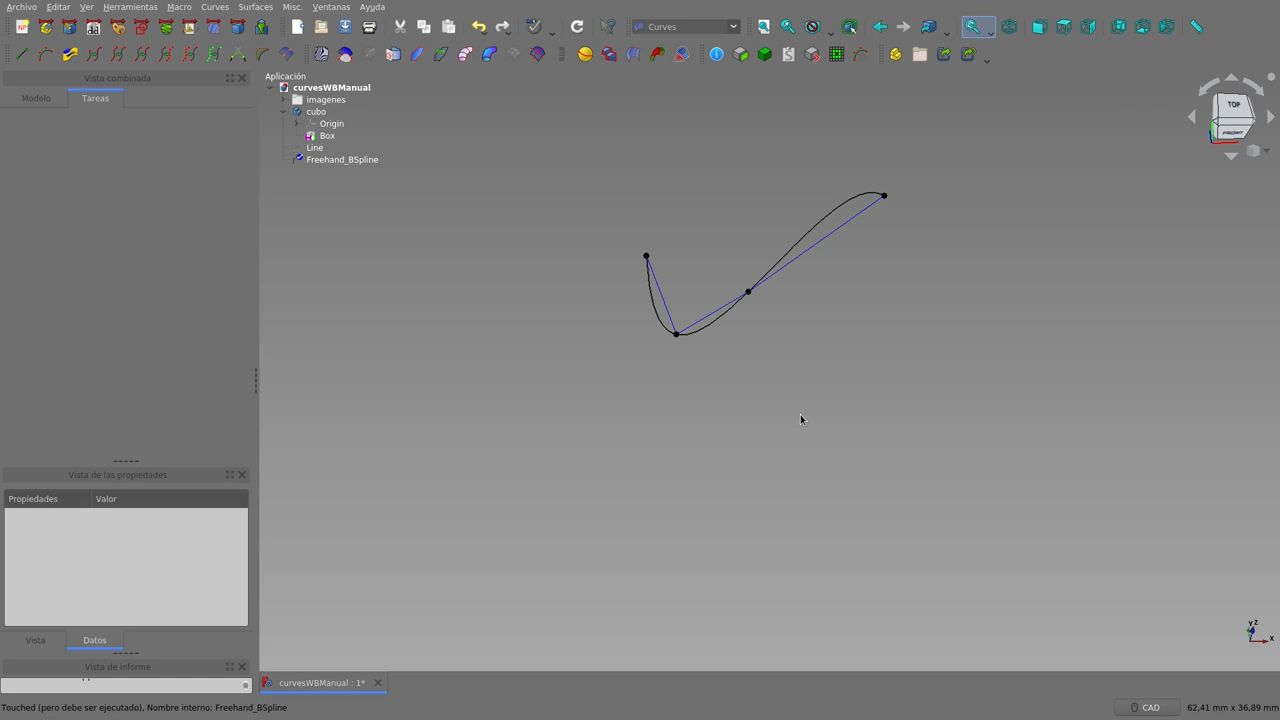 Archivo Editar Ver Herramientas Macro Curves Surfaces Misc. Ventanas Ayuda
Curves
Vista combinada
Modelo Tareas
Aplicación
curvesWBManual
imagenes
cubo
Origin
Box
Line
Freehand_BSpline
TOP
FRONT
Vista de las propiedades
Propiedades Valor
Vista Datos
Vista de informe
curvesWBManual : 1*
Y Z
X
Touched (pero debe ser ejecutado), Nombre interno: Freehand_BSpline
CAD
62,41 mm x 36,89 mm